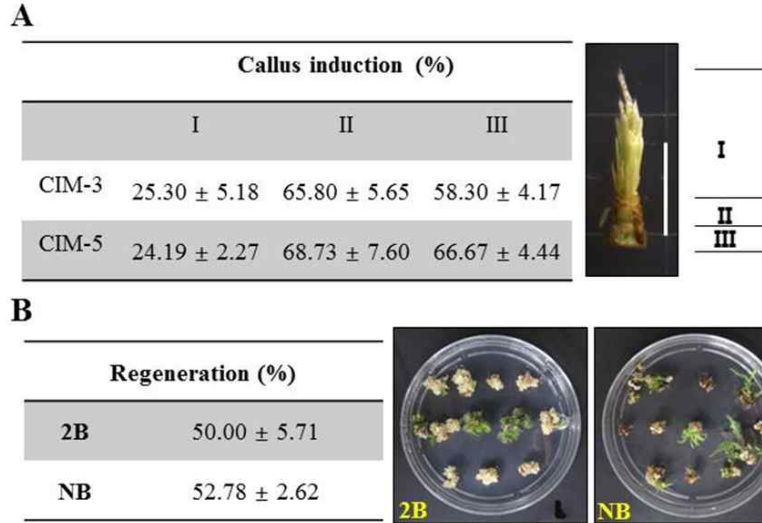 A
Callus induction (%)
I II III
CIM-3 25.30 ± 5.18 65.80 ± 5.65 58.30 ± 4.17
CIM-5 24.19 ± 2.27 68.73 ± 7.60 66.67 ± 4.44
I
II
III
B
Regeneration (%)
2B 50.00 ± 5.71
NB 52.78 ± 2.62
2B
NB